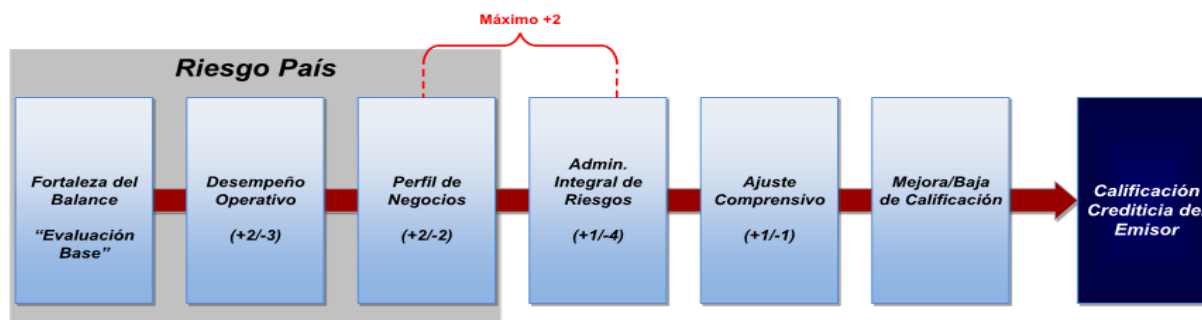 Máximo +2
Riesgo País
Fortaleza del
Balance
“Evaluación
Base”
Desempeño
Operativo
(+2/-3)
Perfil de
Negocios
(+2/-2)
Admin.
Integral de
Riesgos
(+1/-4)
Ajuste
Comprensivo
(+1/-1)
Mejora/Baja
de Calificación
Calificación
Crediticia de
Emisor